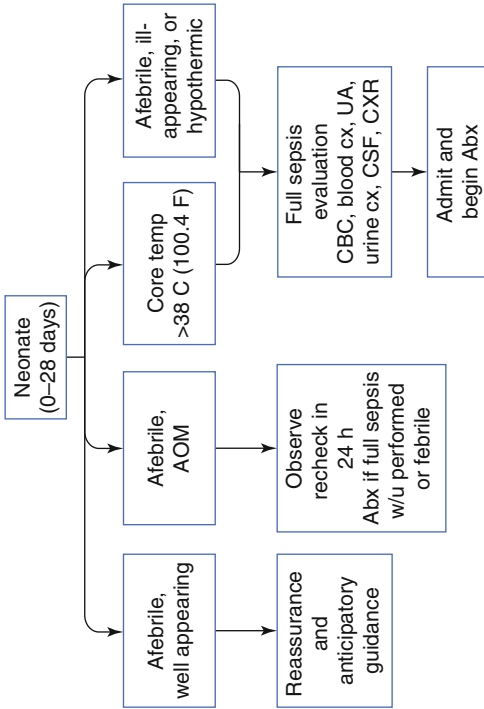 Neonate
(0–28 days)
Afebrile,
well appearing
Afebrile,
AOM
Core temp
>38 C (100.4 F)
Afebrile, ill-
appearing, or
hypothermic
Reassurance
and
anticipatory
guidance
Observe
recheck in
24 h
Abx if full sepsis
w/u performed
or febrile
Full sepsis
evaluation
CBC, blood cx, UA,
urine cx, CSF, CXR
Admit and
begin Abx